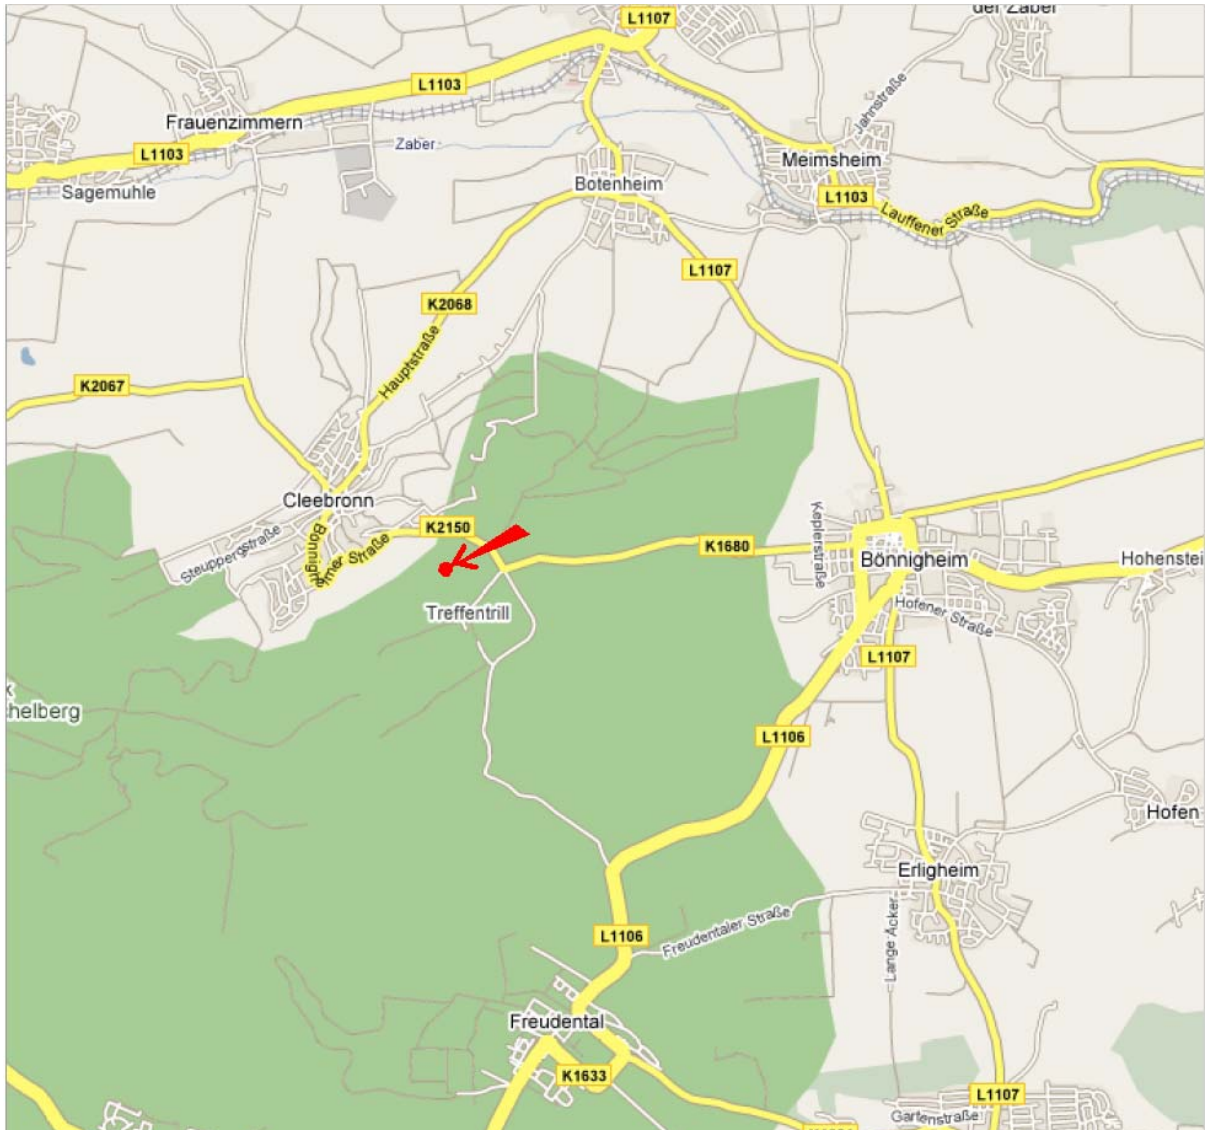 der Zaber
L1107
L1103
Jahnstraße
Frauenzimmern
Zaber
L1103
Meimsheim
Sagemuhle
Botenheim
L1103
Lauffener Straße
L1107
K2068
Hauptstraße
K2067
Cleebronn
Keplerstraße
K2150
Steuppergstraße
K1680
Bönnigheim
Hohenstei
Hofener Straße
Treffentrill
L1107
k
helberg
L1106
Hofen
Erligheim
L1106
Freudentaler Straße
Lange Äcker
Freudental
K1633
L1107
Gartenstraße